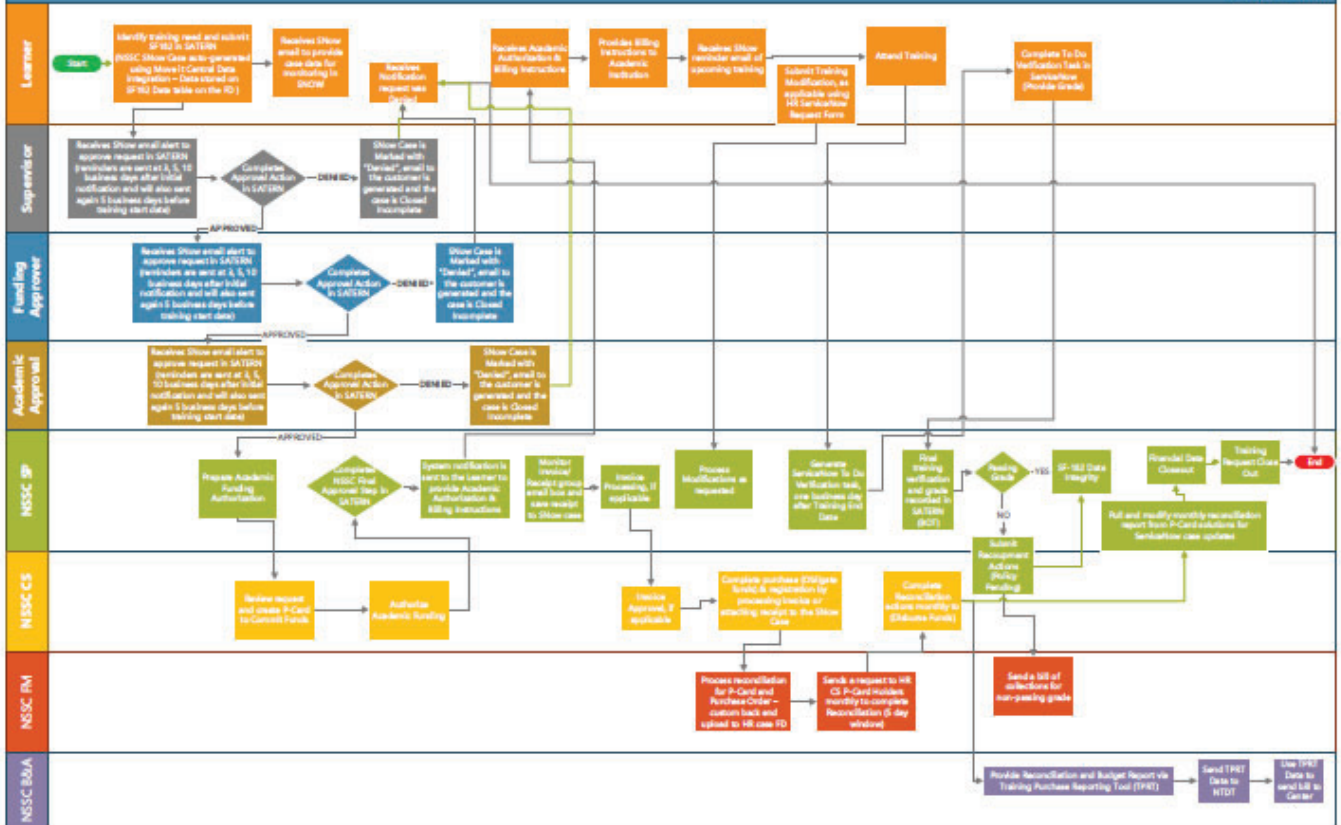 Learner
Start
Identify training need and submit
SF182 in SATERN
(NSSC SNow Case auto-generated
using Move it Central Data
Integration – Data stored on
SF182 Data table on the FD )
Receives SNow
email to provide
case data for
monitoring in
SNOW
Receives
Notification
request was
Denied
Receives Academic
Authorization &
Billing Instructions
Provides Billing
Instructions to
Academic
Institution
Receives SNow
reminder email of
upcoming training
Submit Training
Modification, as
applicable using
HR ServiceNow
Request Form
Attend Training
Complete To Do
Verification Task in
ServiceNow
(Provide Grade)
Supervisor
Receives SNow email alert to
approve request in SATERN
(reminders are sent at 3, 5, 10
business days after initial
notification and will also sent
again 5 business days before
training start date)
Completes
Approval Action
in SATERN
DENIED
SNow Case is
Marked with
"Denied", email to
the customer is
generated and the
case is Closed
Incomplete
APPROVED
Funding
Approver
Receives SNow email alert to
approve request in SATERN
(reminders are sent at 3, 5, 10
business days after initial
notification and will also sent
again 5 business days before
training start date)
Completes
Approval Action
in SATERN
DENIED
SNow Case is
Marked with
"Denied", email to
the customer is
generated and the
case is Closed
Incomplete
APPROVED
Academic
Approval
Receives SNow email alert to
approve request in SATERN
(reminders are sent at 3, 5,
10 business days after initial
notification and will also sent
again 5 business days before
training start date)
Completes
Approval Action
in SATERN
DENIED
SNow Case is
Marked with
"Denied", email to
the customer is
generated and the
case is Closed
Incomplete
APPROVED
NSSC SP
Prepare Academic
Funding
Authorization
Completes
NSSC Final
Approval Step in
SATERN
System notification is
sent to the Learner to
provide Academic
Authorization &
Billing Instructions
Monitor
Invoice/
Receipt group
email box and
save receipt to
SNow case
Invoice
Processing, if
applicable
Process
Modifications as
requested
Generate
ServiceNow To Do
Verification task,
one business day
after Training End
Date
Final
training
verification
and grade
recorded in
SATERN
(BOT)
Passing
Grade
YES
NO
SF-182 Data
Integrity
Submit
Recoupment
Actions
(Policy
Pending)
Financial Data
Closeout
Training
Request Close
Out
End
Pull and modify monthly reconciliation
report from P-Card solutions for
ServiceNow case updates
NSSC CS
Review request
and create P-Card
to Commit Funds
Authorize
Academic Funding
Invoice
Approval, if
applicable
Complete purchase (Obligate
funds) & registration by
processing invoice or
attaching receipt to the SNow
Case
Complete
Reconciliation
actions monthly to
(Disburse Funds)
NSSC FM
Process reconciliation
for P-Card and
Purchase Order –
custom back end
upload to HR case FD
Sends a request to HR
CS P-Card Holders
monthly to complete
Reconciliation (5 day
window)
Send a bill of
collections for
non-passing grade
NSSC B&A
Provide Reconciliation and Budget Report via
Training Purchase Reporting Tool (TPRT)
Send TPRT
Data to
NTDT
Use TPRT
Data to
send bill to
Center